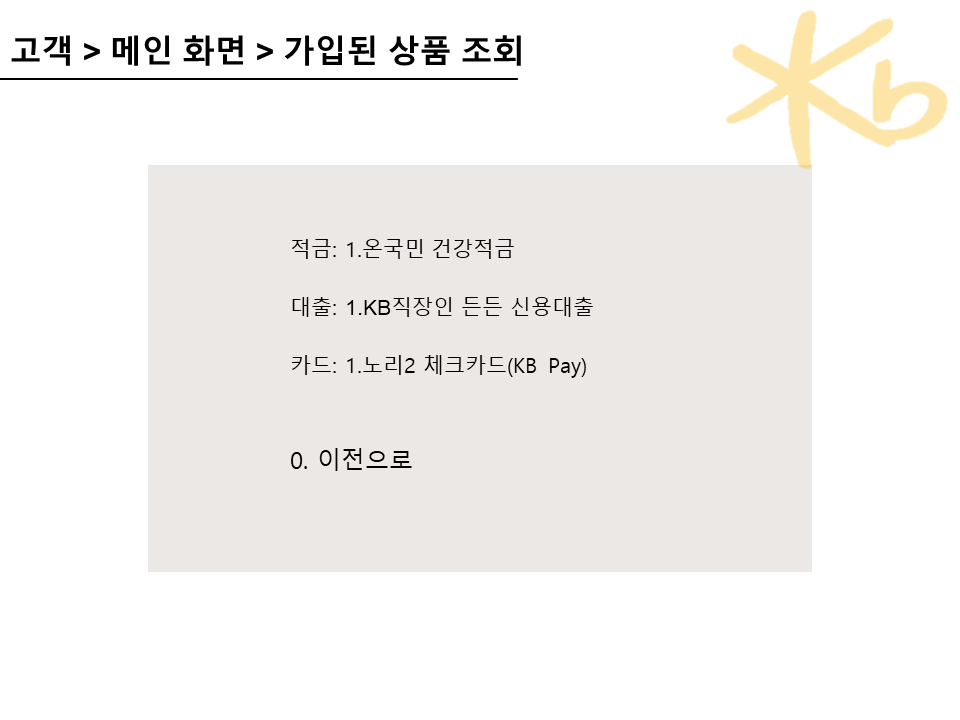 고객 > 메인 화면 > 가입된 상품 조회
Kb
적금: 1.온국민 건강적금
대출: 1.KB직장인 든든 신용대출
카드: 1.노리2 체크카드(KB Pay)
0. 이전으로